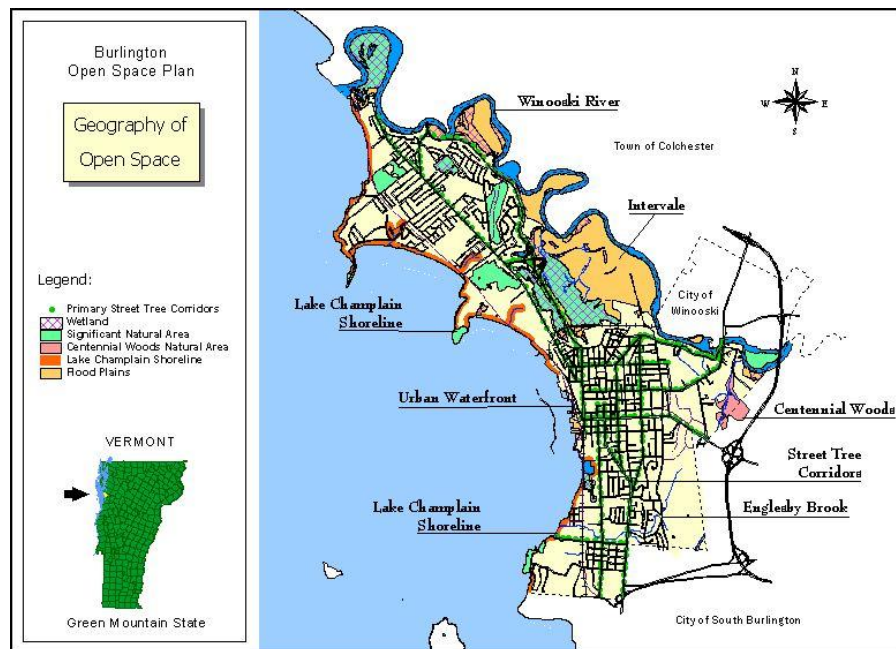 Burlington
Open Space Plan
Geography of
Open Space
Legend:
Primary Street Tree Corridors
Wetland
Significant Natural Area
Centennial Woods Natural Area
Lake Champlain Shoreline
Flood Plains
VERMONT
Green Mountain State
N
W E
S
Winooski River
Town of Colchester
Intervale
City of
Winooski
Lake Champlain
Shoreline
Urban Waterfront
Centennial Woods
Street Tree
Corridors
Lake Champlain
Shoreline
Englesby Brook
City of South Burlington